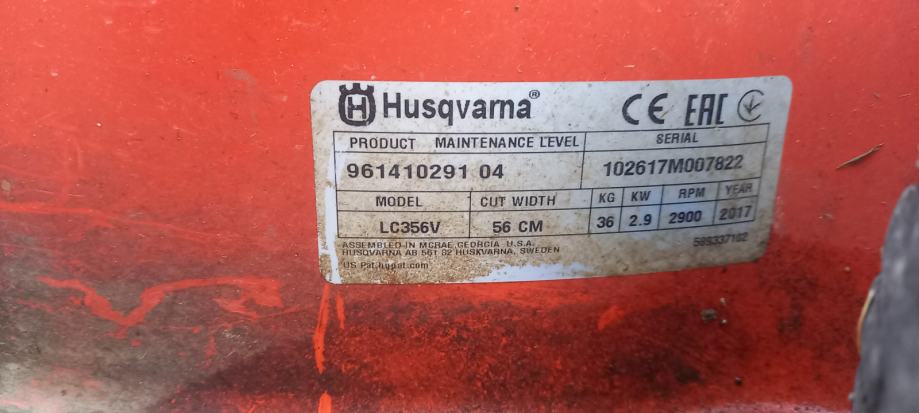 Husqvarna® CE EAC
PRODUCT MAINTENANCE LEVEL SERIAL
961410291 04 102617M007822
MODEL CUT WIDTH KG KW RPM YEAR
LC356V 56 CM 36 2.9 2900 2017
ASSEMBLED IN MCRAE, GEORGIA, U.S.A.
HUSQVARNA AB 561 82 HUSKVARNA, SWEDEN
US Pat.hupat.com